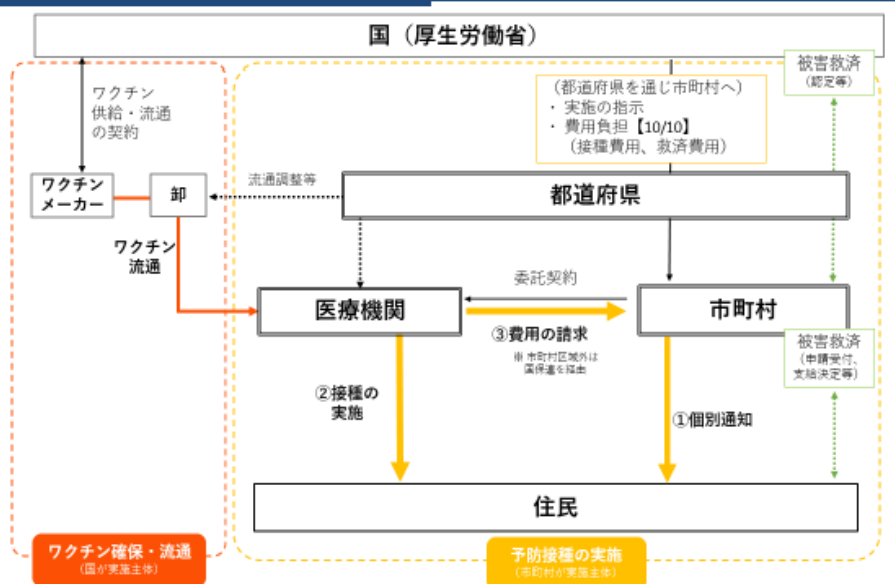 国（厚生労働省）
被害救済
（認定等）
ワクチン
供給・流通
の契約
（都道府県を通じ市町村へ）
・ 実施の指示
・ 費用負担【10/10】
（接種費用、救済費用）
ワクチン
メーカー
卸
流通調整等
都道府県
ワクチン
流通
委託契約
医療機関
市町村
③費用の請求
※ 市町村区域外は
国保連を経由
被害救済
（申請受付、
支給決定等）
②接種の
実施
①個別通知
住民
ワクチン確保・流通
（国が実施主体）
予防接種の実施
（市町村が実施主体）